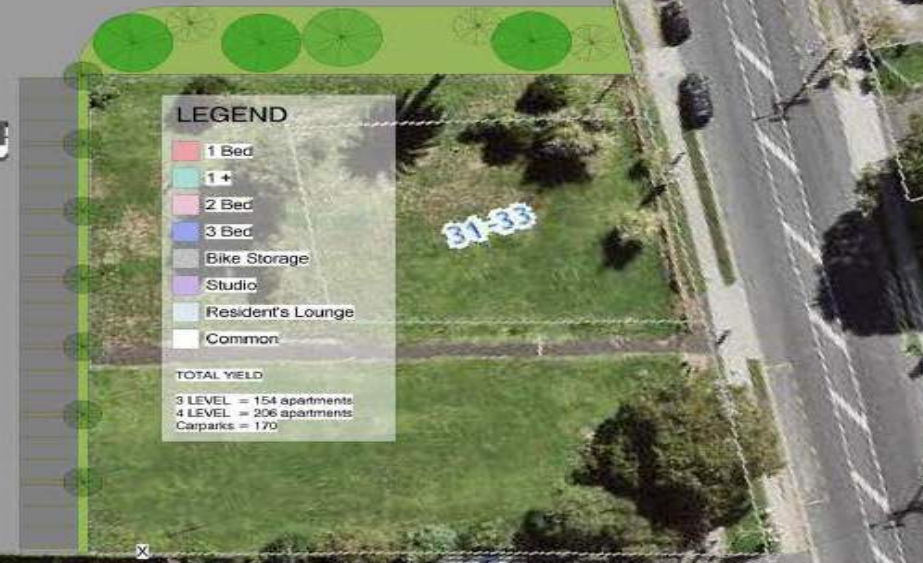 LEGEND
1 Bed
1 +
2 Bed
3 Bed
Bike Storage
Studio
Resident's Lounge
Common
TOTAL YIELD
3 LEVEL = 154 apartments
4 LEVEL = 206 apartments
Carparks = 170
31-33
X